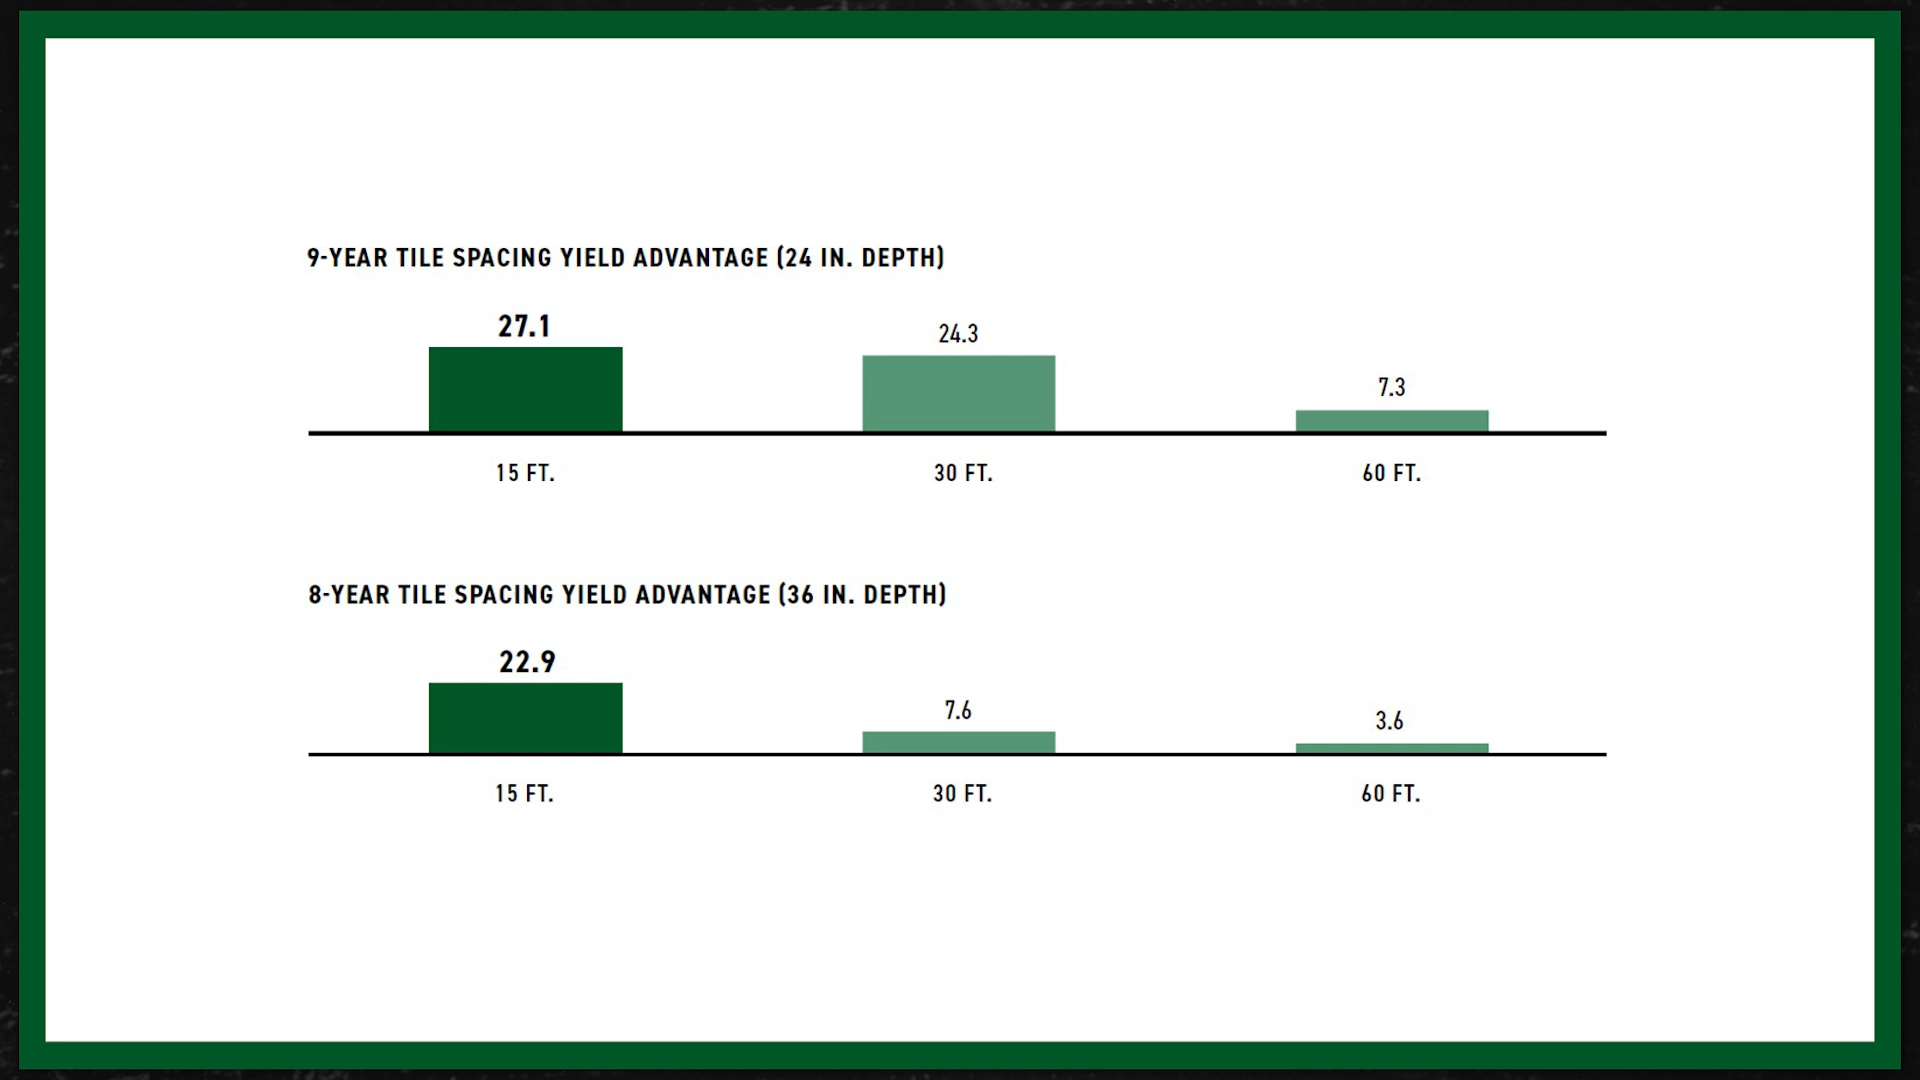 9-YEAR TILE SPACING YIELD ADVANTAGE (24 IN. DEPTH)
27.1
24.3
7.3
15 FT.
30 FT.
60 FT.
8-YEAR TILE SPACING YIELD ADVANTAGE (36 IN. DEPTH)
22.9
7.6
3.6
15 FT.
30 FT.
60 FT.